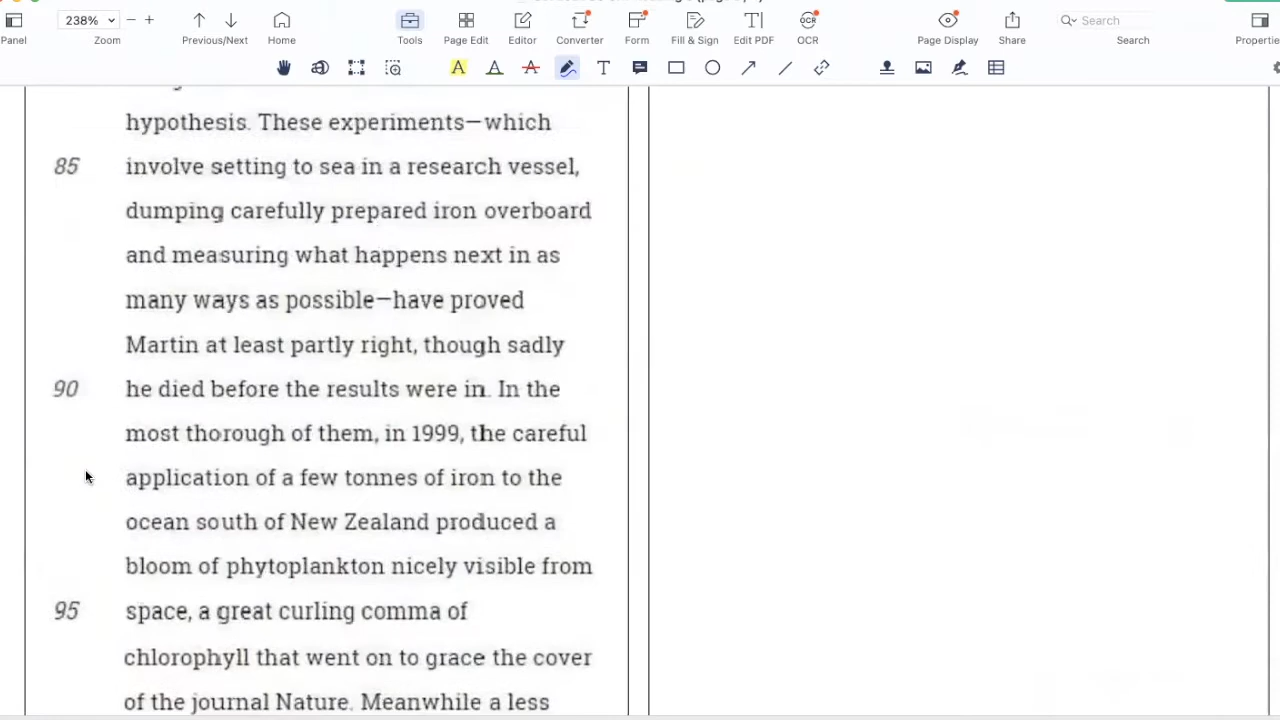 238%
Search
Panel
Zoom
Previous/Next
Home
Tools
Page Edit
Editor
Converter
Form
Fill & Sign
Edit PDF
OCR
OCR
Page Display
Share
Search
Propertie
hypothesis. These experiments—which
85 involve setting to sea in a research vessel,
dumping carefully prepared iron overboard
and measuring what happens next in as
many ways as possible—have proved
Martin at least partly right, though sadly
90 he died before the results were in. In the
most thorough of them, in 1999, the careful
application of a few tonnes of iron to the
ocean south of New Zealand produced a
bloom of phytoplankton nicely visible from
95 space, a great curling comma of
chlorophyll that went on to grace the cover
of the journal Nature. Meanwhile a less